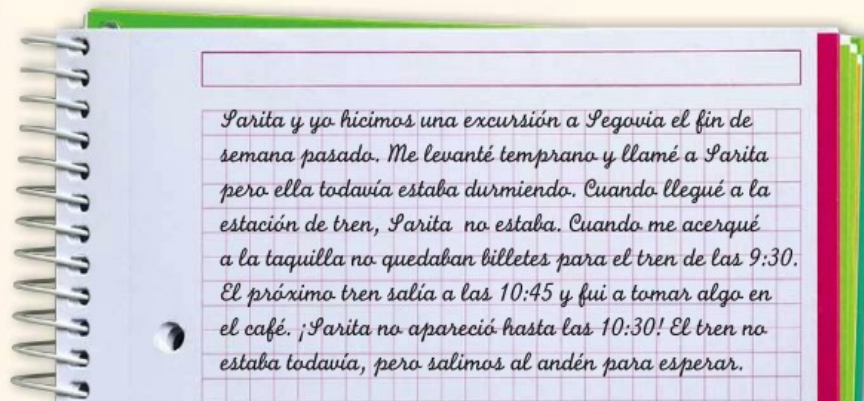 Sarita y yo hicimos una excursión a Segovia el fin de
semana pasado. Me levanté temprano y llamé a Sarita
pero ella todavía estaba durmiendo. Cuando llegué a la
estación de tren, Sarita no estaba. Cuando me acerqué
a la taquilla no quedaban billetes para el tren de las 9:30.
El próximo tren salía a las 10:45 y fui a tomar algo en
el café. ¡Sarita no apareció hasta las 10:30! El tren no
estaba todavía, pero salimos al andén para esperar.